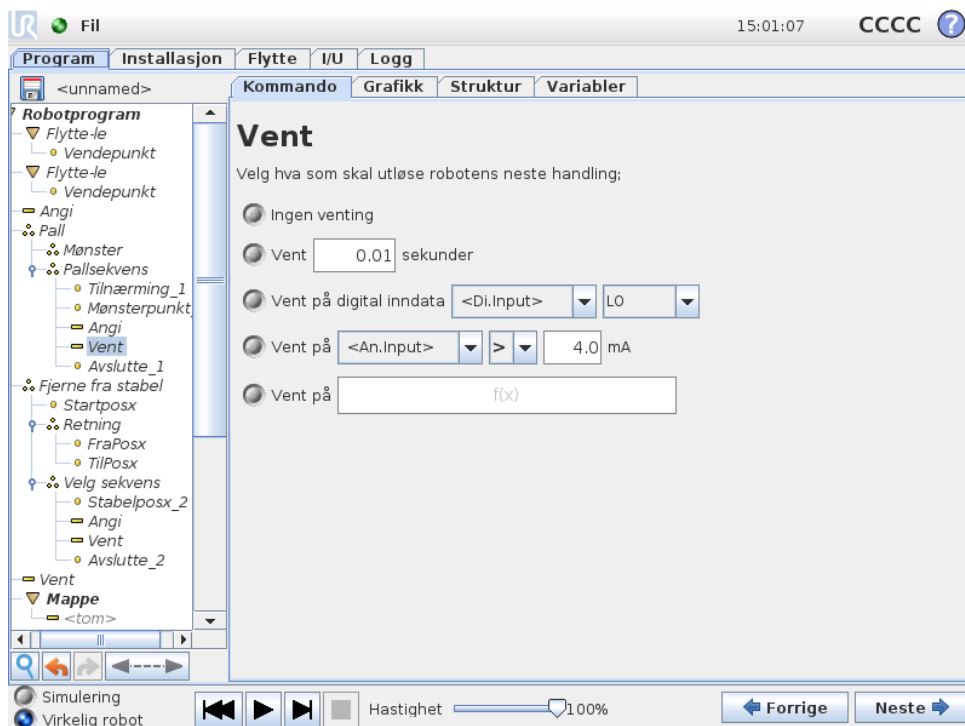 UR Fil 15:01:07 CCCC ?
Program Installasjon Flytte I/U Logg
<unnamed>
Kommando Grafikk Struktur Variabler
Robotprogram
Flytte-le
Vendepunkt
Flytte-le
Vendepunkt
Angi
Pall
Mønster
Pallsekvens
Tilnærming_1
Mønsterpunkt_
Angi
Vent
Avslutte_1
Fjerne fra stabel
Startposx
Retning
FraPosx
TilPosx
Velg sekvens
Stabelposx_2
Angi
Vent
Avslutte_2
Vent
Mappe
<tom>
Vent
Velg hva som skal utløse robotens neste handling;
Ingen venting
Vent 0.01 sekunder
Vent på digital inndata <Di.Input> LO
Vent på <An.Input> > 4.0 mA
Vent på f(x)
Simulering
Virkelig robot
Hastighet 100%
Forrige Neste